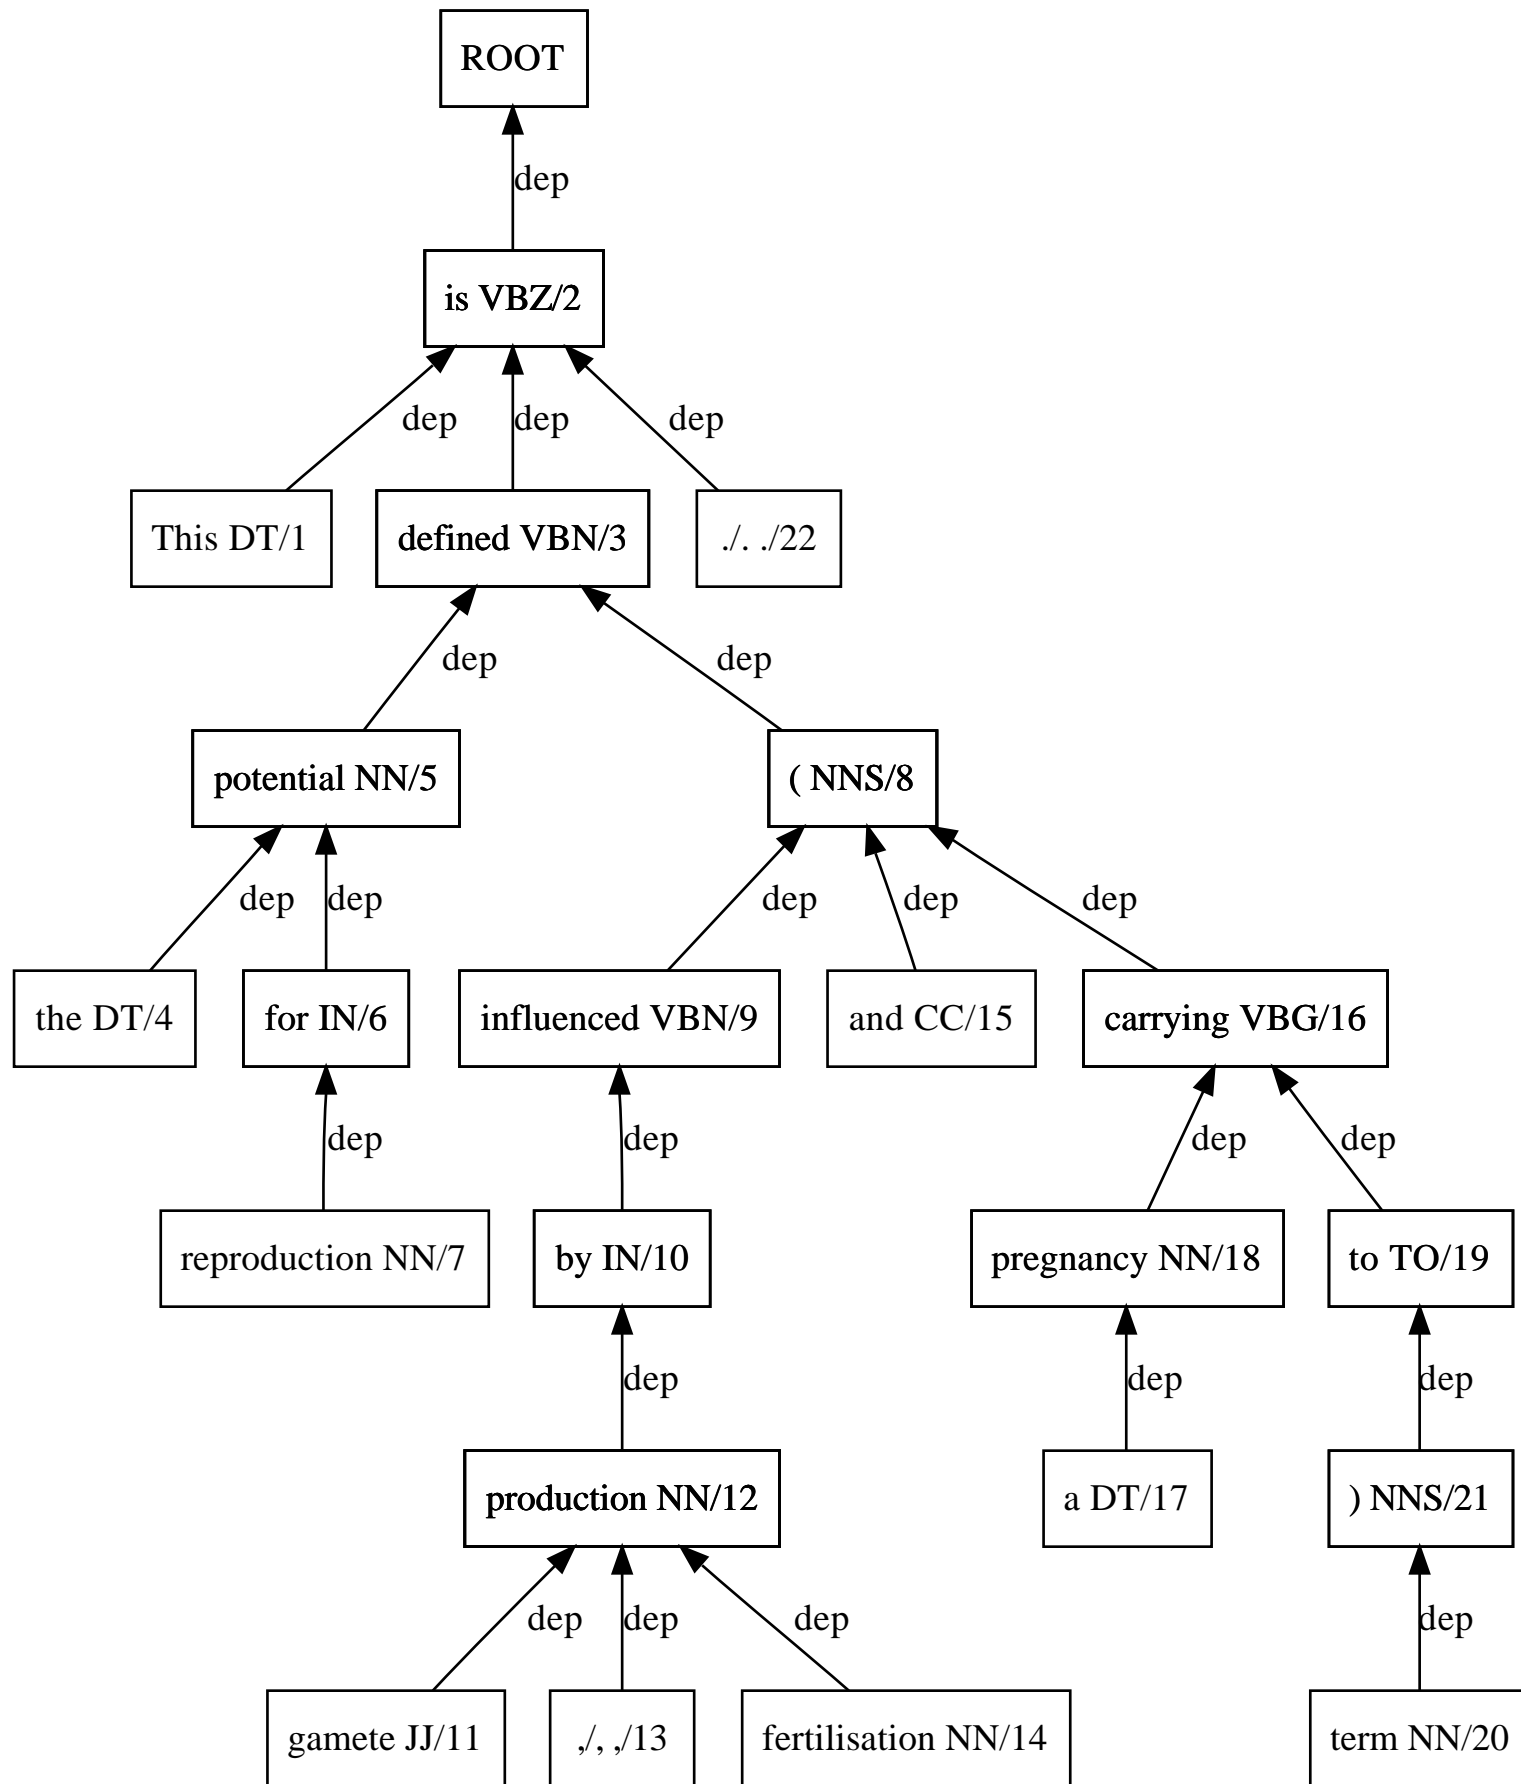 ROOT
dep
is VBZ/2
dep dep dep
This DT/1 defined VBN/3 ./. ./22
dep dep
potential NN/5 ( NNS/8
dep dep dep dep dep
the DT/4 for IN/6 influenced VBN/9 and CC/15 carrying VBG/16
dep dep dep dep
reproduction NN/7 by IN/10 pregnancy NN/18 to TO/19
dep dep dep
production NN/12 a DT/17 ) NNS/21
dep dep dep dep
gamete JJ/11 ,/, ,/13 fertilisation NN/14 term NN/20